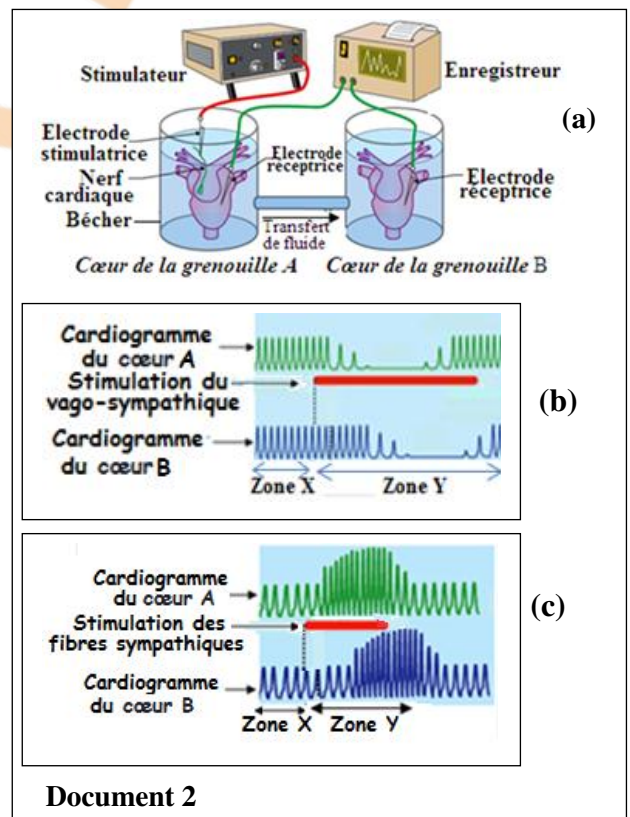 Stimulateur
Enregistreur
(a)
Electrode
stimulatrice
Nerf
cardiaque
Bécher
Electrode
réceptrice
Electrode
réceptrice
Transfert
de fluide
Cœur de la grenouille A
Cœur de la grenouille B
Cardiogramme
du cœur A
Stimulation du
vago-sympathique
Cardiogramme
du cœur B
Zone X
Zone Y
(b)
Cardiogramme
du cœur A
Stimulation des
fibres sympathiques
Cardiogramme
du cœur B
Zone X
Zone Y
(c)
Document 2